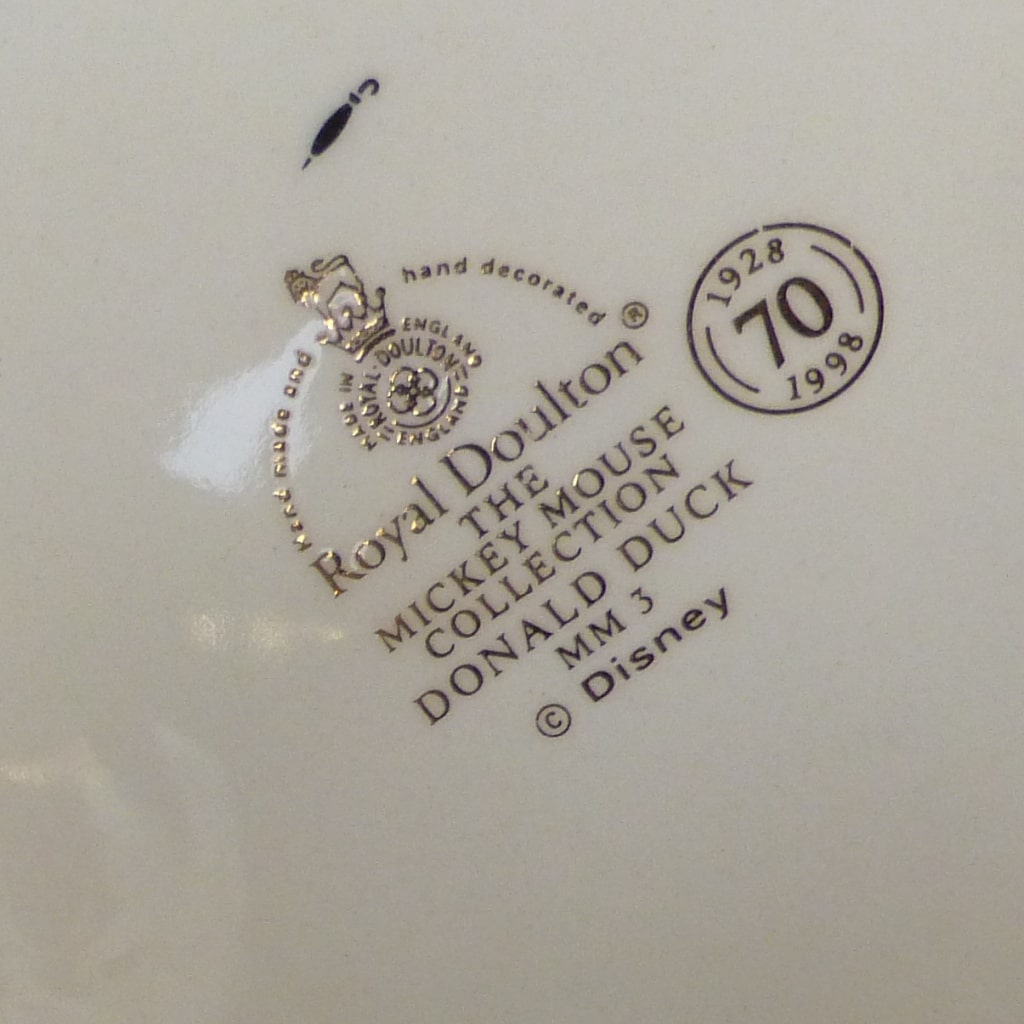 hand made and
hand decorated
MADE IN
ENGLAND
ROYAL·DOULTON
ENGLAND
Royal Doulton®
THE
MICKEY MOUSE
COLLECTION
DONALD DUCK
MM 3
© Disney
1928
70
1998